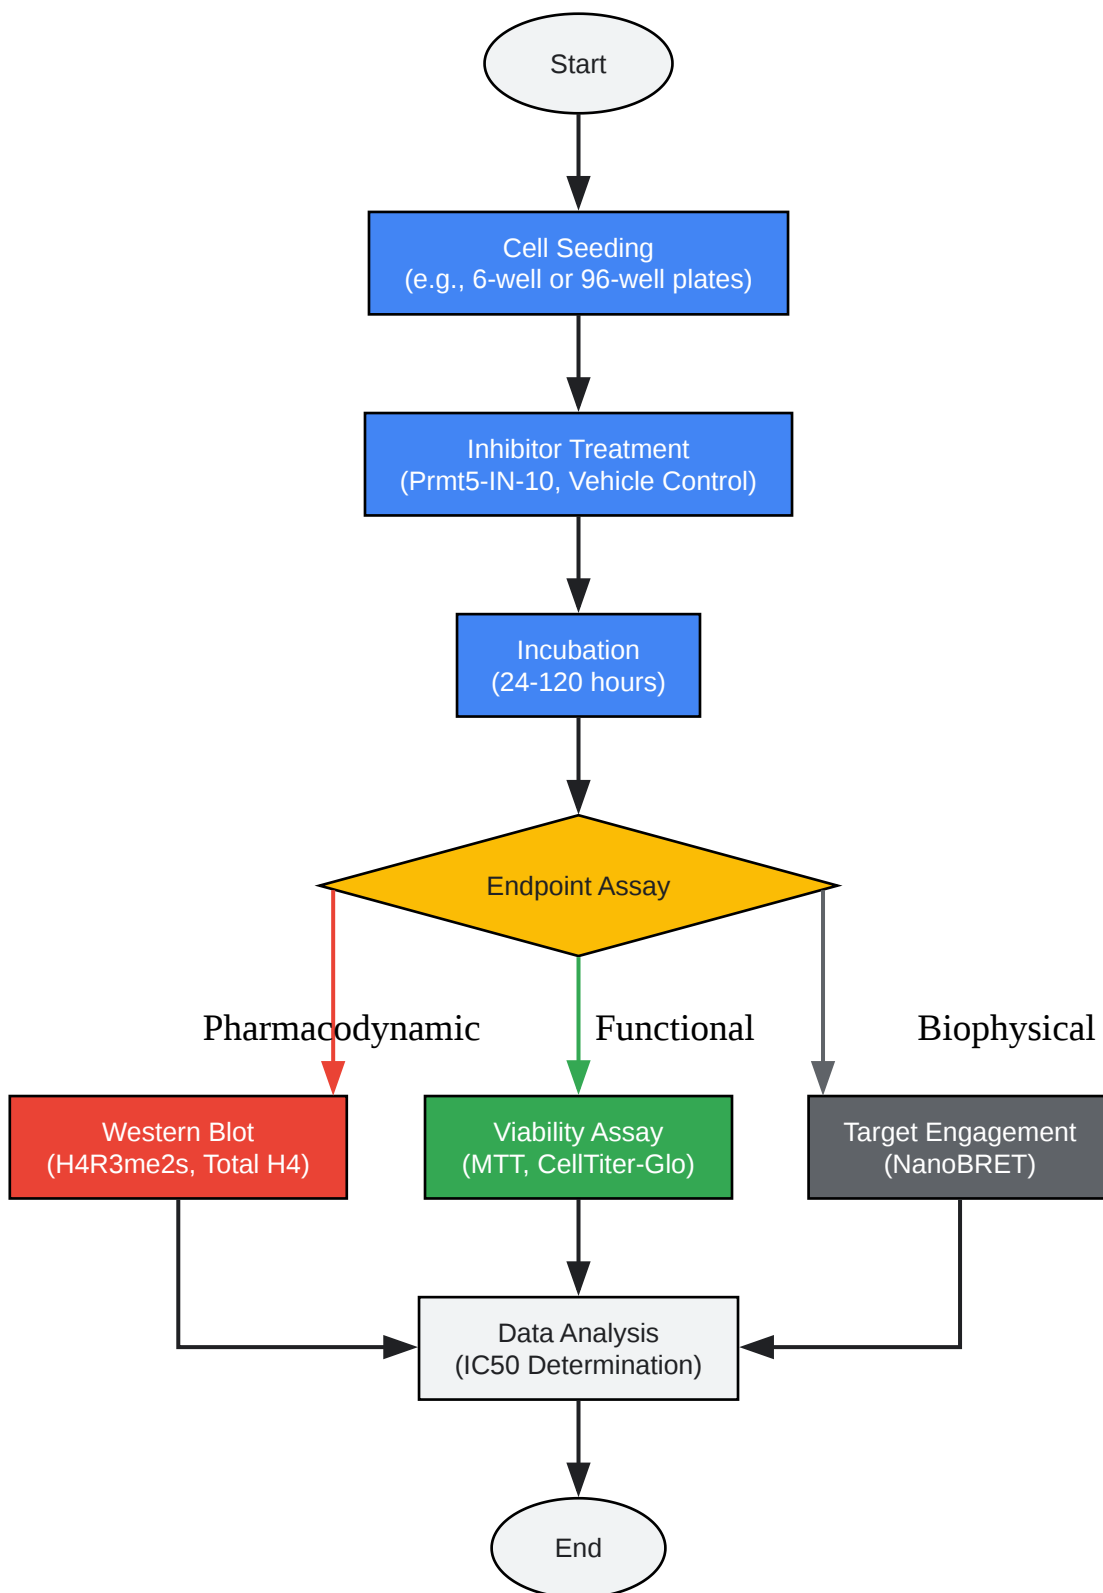 Start
Cell Seeding
(e.g., 6-well or 96-well plates)
Inhibitor Treatment
(Prmt5-IN-10, Vehicle Control)
Incubation
(24-120 hours)
Endpoint Assay
Pharmacodynamic
Functional
Biophysical
Western Blot
(H4R3me2s, Total H4)
Viability Assay
(MTT, CellTiter-Glo)
Target Engagement
(NanoBRET)
Data Analysis
(IC50 Determination)
End